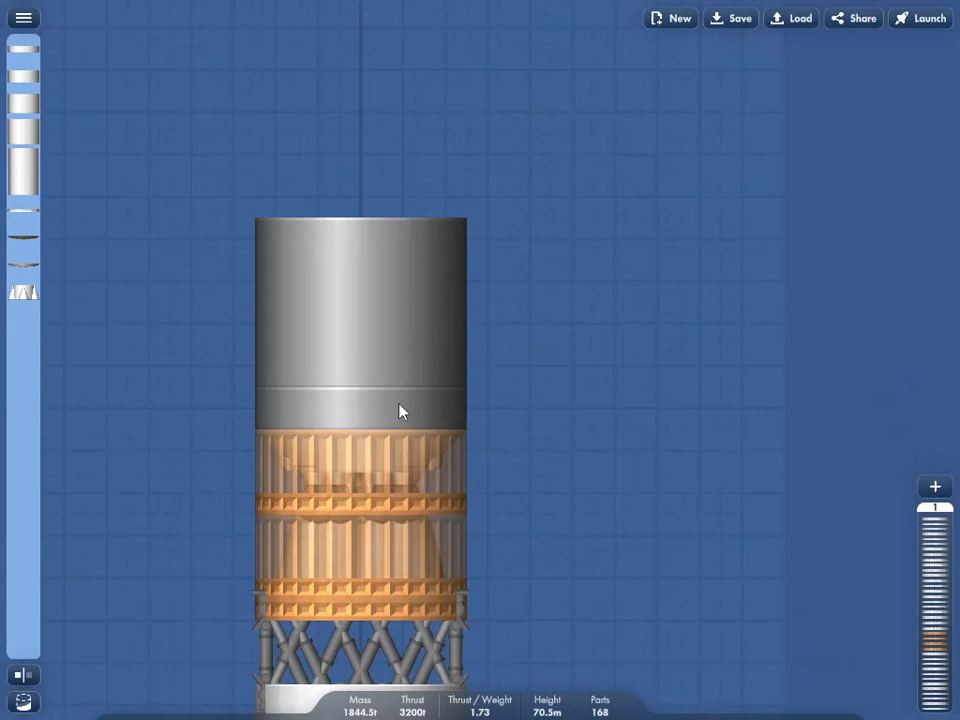 New Save Load Share Launch
1
Mass Thrust Thrust / Weight Height Parts
1844.5t 3200t 1.73 70.5m 168